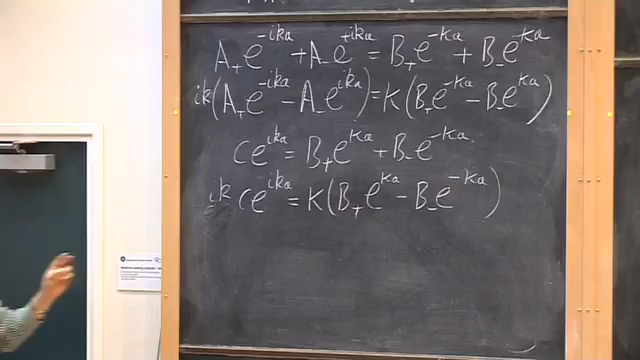 A₊e^{-ika} + A₋e^{+ika} = B₊e^{-Ka} + B₋e^{Ka}
ik(A₊e^{-ika} - A₋e^{ika}) = K(B₊e^{-Ka} - B₋e^{Ka})
Ce^{ika} = B₊e^{Ka} + B₋e^{-Ka}
ik Ce^{ika} = K(B₊e^{Ka} - B₋e^{-Ka})